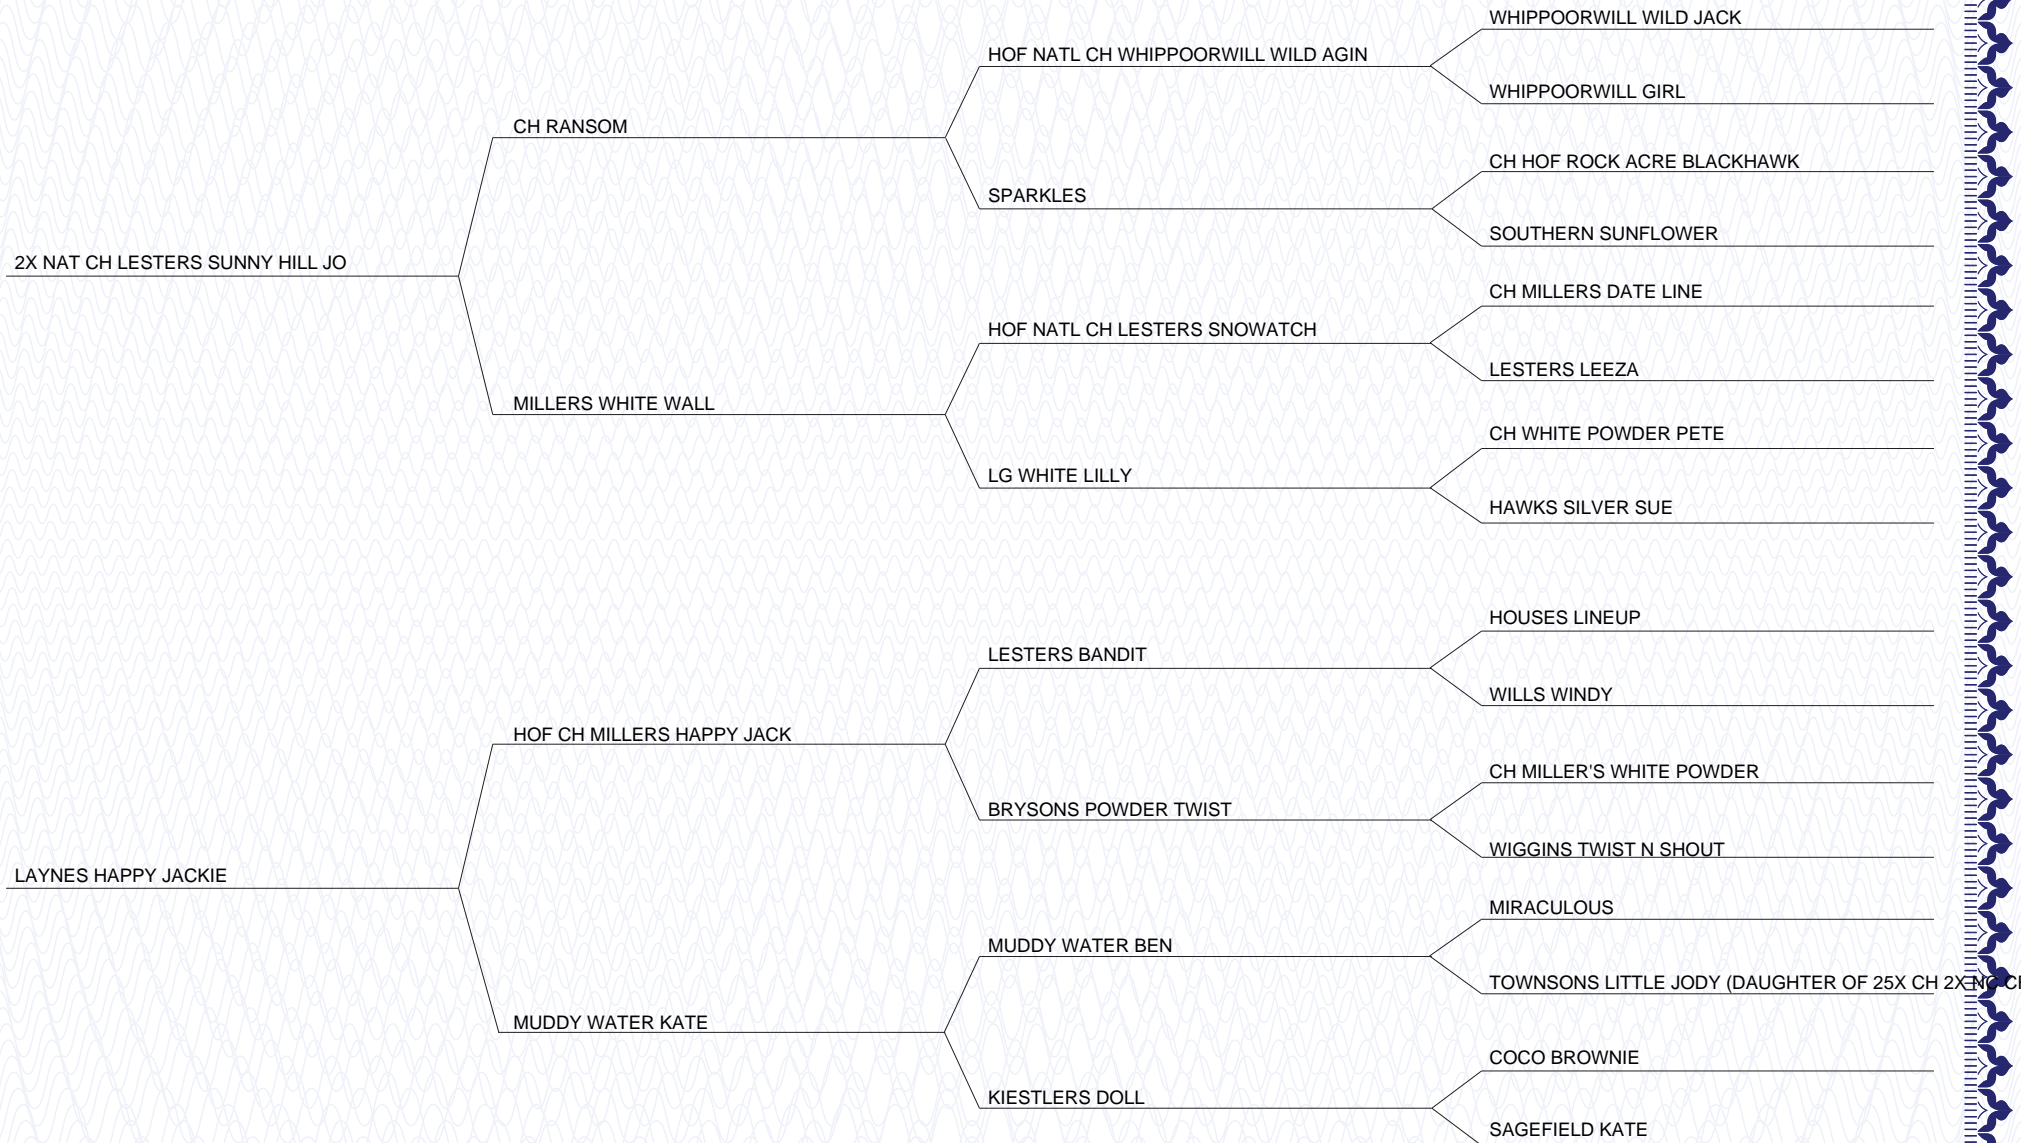 WHIPPOORWILL WILD JACK
HOF NATL CH WHIPPOORWILL WILD AGIN
WHIPPOORWILL GIRL
CH RANSOM
CH HOF ROCK ACRE BLACKHAWK
SPARKLES
SOUTHERN SUNFLOWER
2X NAT CH LESTERS SUNNY HILL JO
CH MILLERS DATE LINE
HOF NATL CH LESTERS SNOWATCH
LESTERS LEEZA
MILLERS WHITE WALL
CH WHITE POWDER PETE
LG WHITE LILLY
HAWKS SILVER SUE
HOUSES LINEUP
LESTERS BANDIT
WILLS WINDY
HOF CH MILLERS HAPPY JACK
CH MILLER'S WHITE POWDER
BRYSONS POWDER TWIST
WIGGINS TWIST N SHOUT
LAYNES HAPPY JACKIE
MIRACULOUS
MUDDY WATER BEN
TOWNSONS LITTLE JODY (DAUGHTER OF 25X CH 2X NC
MUDDY WATER KATE
COCO BROWNIE
KIESTLERS DOLL
SAGEFIELD KATE